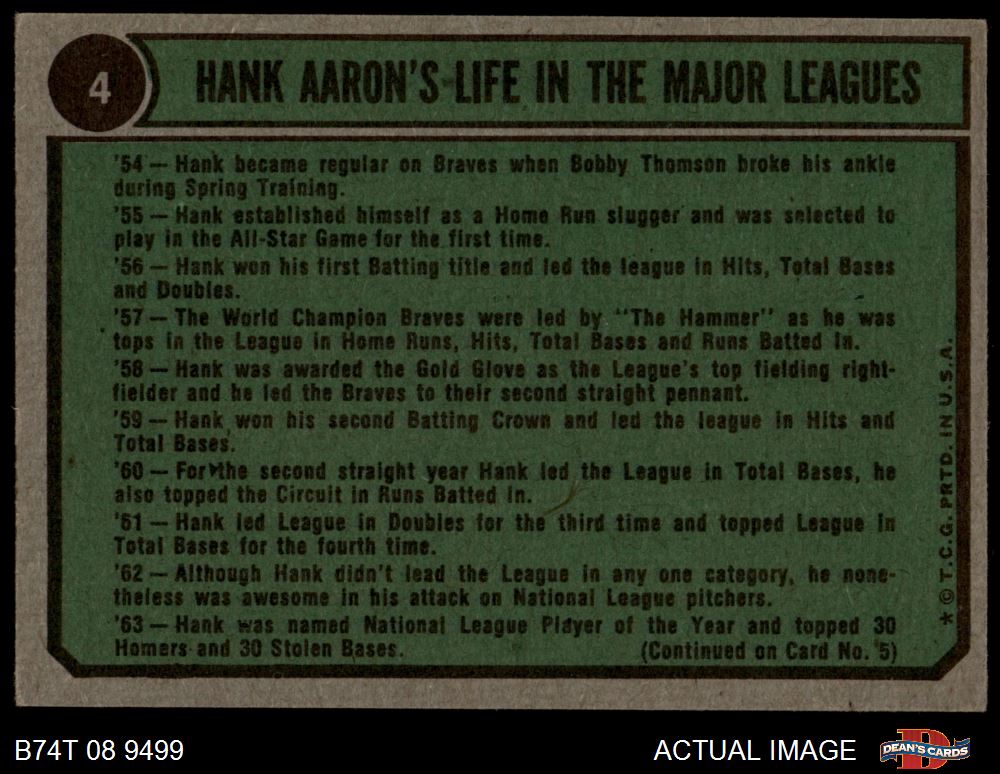 4
HANK AARON'S LIFE IN THE MAJOR LEAGUES
'54 — Hank became regular on Braves when Bobby Thomson broke his ankle
during Spring Training.
'55 — Hank established himself as a Home Run slugger and was selected to
play in the All-Star Game for the first time.
'56 — Hank won his first Batting title and led the league in Hits, Total Bases
and Doubles.
'57 — The World Champion Braves were led by "The Hammer" as he was
tops in the League in Home Runs, Hits, Total Bases and Runs Batted In.
'58 — Hank was awarded the Gold Glove as the League's top fielding right-
fielder and he led the Braves to their second straight pennant.
'59 — Hank won his second Batting Crown and led the league in Hits and
Total Bases.
'60 — For the second straight year Hank led the League in Total Bases, he
also topped the Circuit in Runs Batted In.
'61 — Hank led League in Doubles for the third time and topped League in
Total Bases for the fourth time.
'62 — Although Hank didn't lead the League in any one category, he none-
theless was awesome in his attack on National League pitchers.
'63 — Hank was named National League Player of the Year and topped 30
Homers and 30 Stolen Bases. (Continued on Card No. 5)
* © T.C.G. PRTD. IN U.S.A.
B74T 08 9499
ACTUAL IMAGE
DEAN'S CARDS